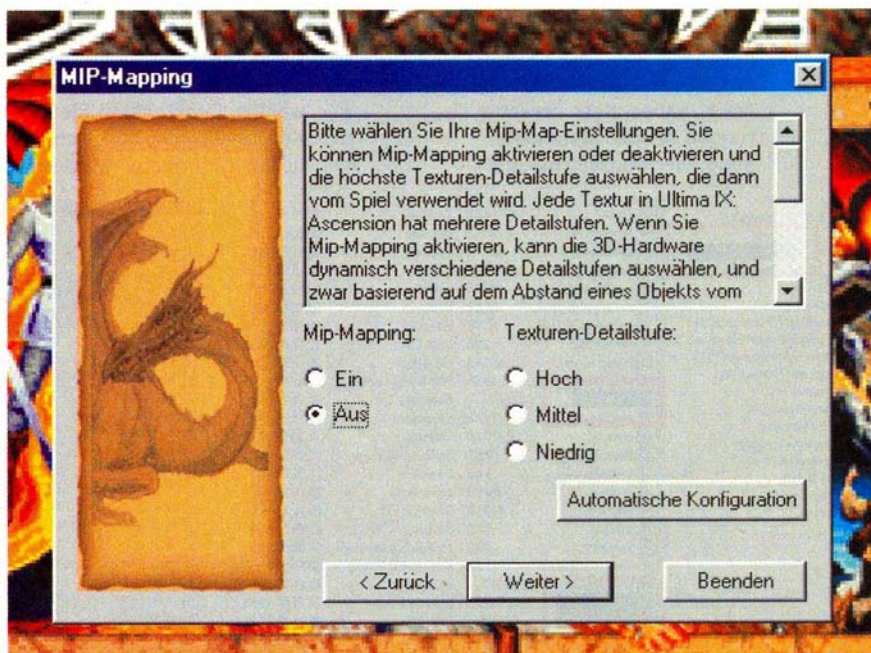 MIP-Mapping
Bitte wählen Sie Ihre Mip-Map-Einstellungen. Sie
können Mip-Mapping aktivieren oder deaktivieren und
die höchste Texturen-Detailstufe auswählen, die dann
vom Spiel verwendet wird. Jede Textur in Ultima IX:
Ascension hat mehrere Detailstufen. Wenn Sie
Mip-Mapping aktivieren, kann die 3D-Hardware
dynamisch verschiedene Detailstufen auswählen, und
zwar basierend auf dem Abstand eines Objekts vom
Mip-Mapping: Texturen-Detailstufe:
Ein Hoch
Aus Mittel
Niedrig
Automatische Konfiguration
< Zurück Weiter > Beenden